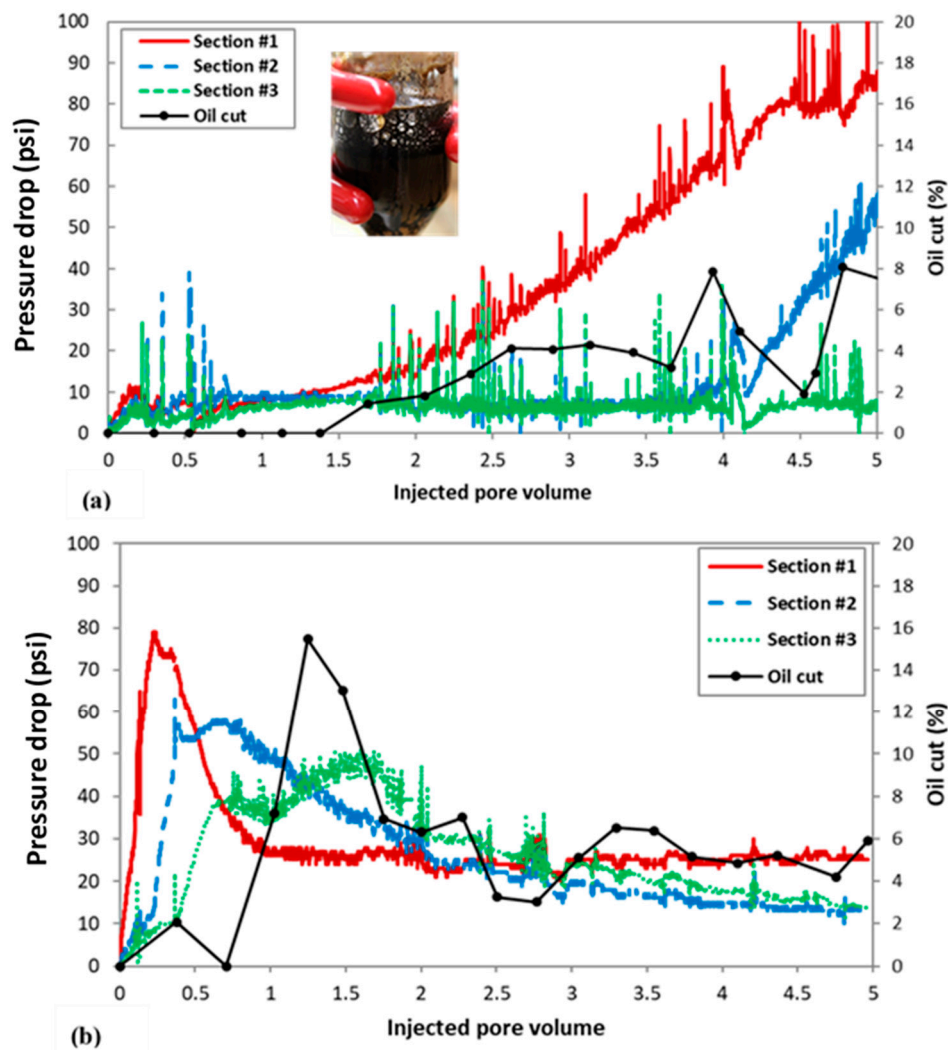 100
90
80
70
60
50
40
30
20
10
0
Pressure drop (psi)
Section #1
Section #2
Section #3
Oil cut
20
18
16
14
12
10
8
6
4
2
0
Oil cut (%)
0 0.5 1 1.5 2 2.5 3 3.5 4 4.5 5
Injected pore volume
(a)
100
90
80
70
60
50
40
30
20
10
0
Pressure drop (psi)
Section #1
Section #2
Section #3
Oil cut
20
18
16
14
12
10
8
6
4
2
0
Oil cut (%)
0 0.5 1 1.5 2 2.5 3 3.5 4 4.5 5
Injected pore volume
(b)